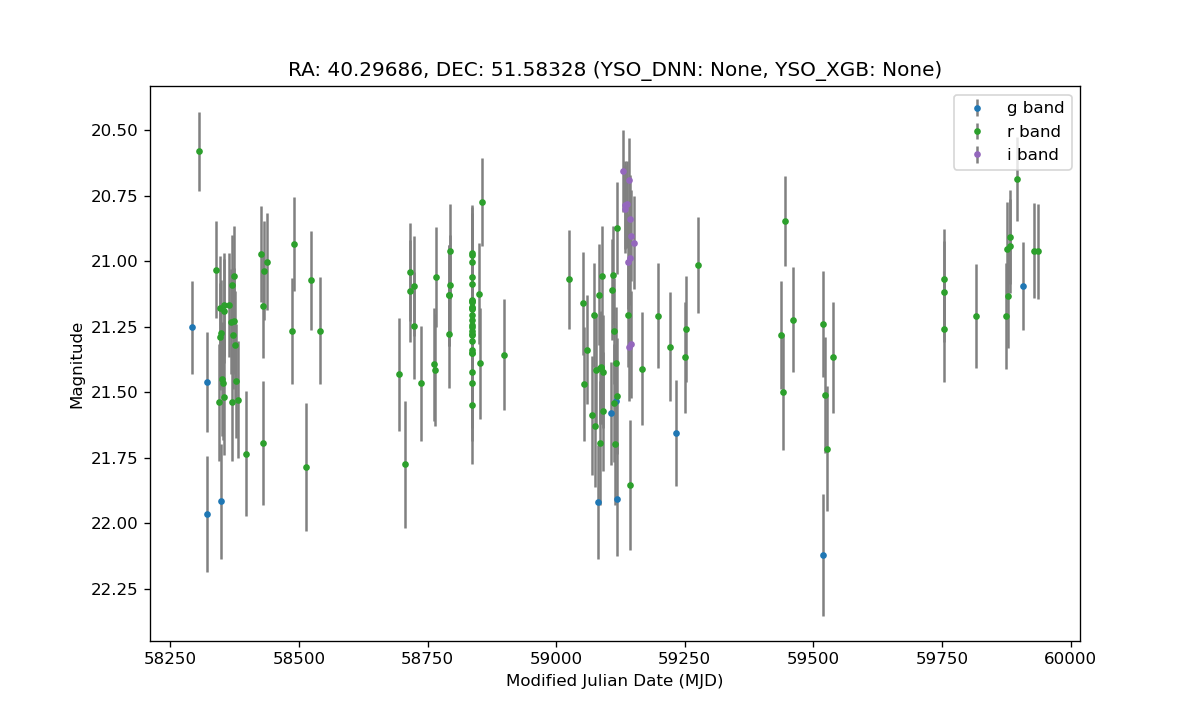 RA: 40.29686, DEC: 51.58328 (YSO_DNN: None, YSO_XGB: None)
g band
r band
i band
20.50
20.75
21.00
21.25
21.50
21.75
22.00
22.25
Magnitude
58250 58500 58750 59000 59250 59500 59750 60000
Modified Julian Date (MJD)